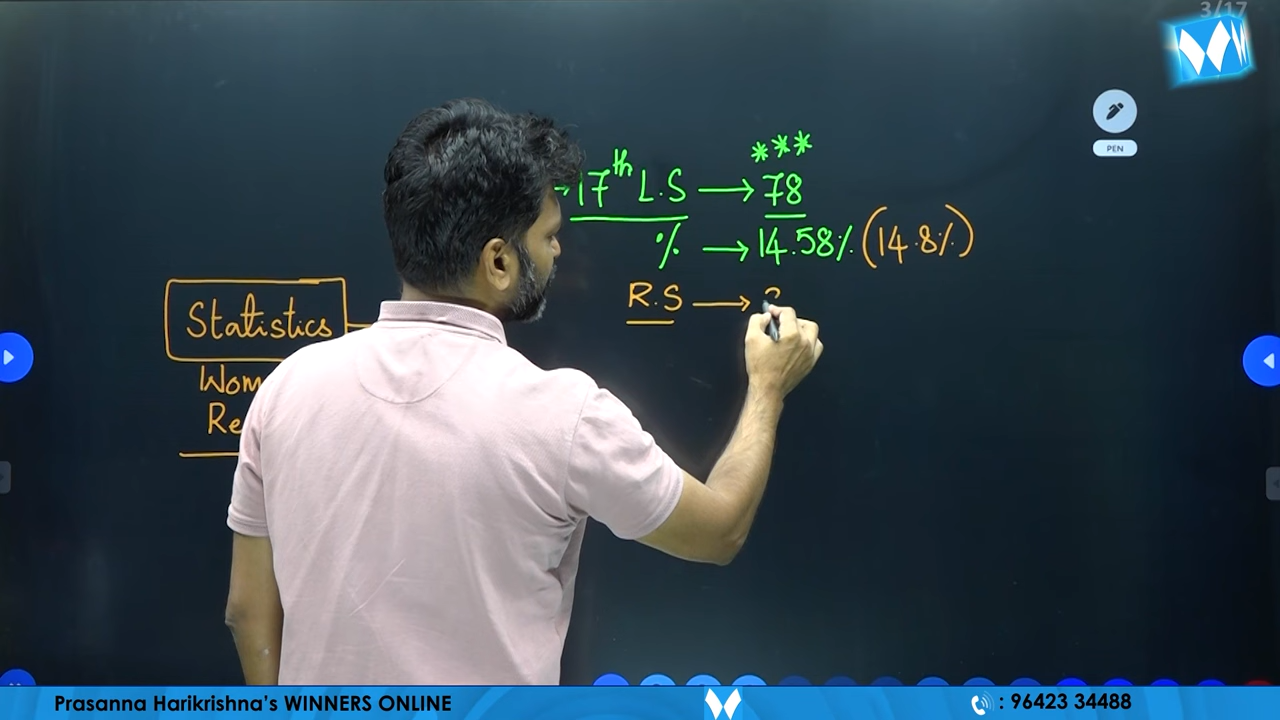 3/17
W
PEN
***
17th L.S → 78
% → 14.58% (14.8%)
R.S →
Statistics
Prasanna Harikrishna's WINNERS ONLINE
: 96423 34488